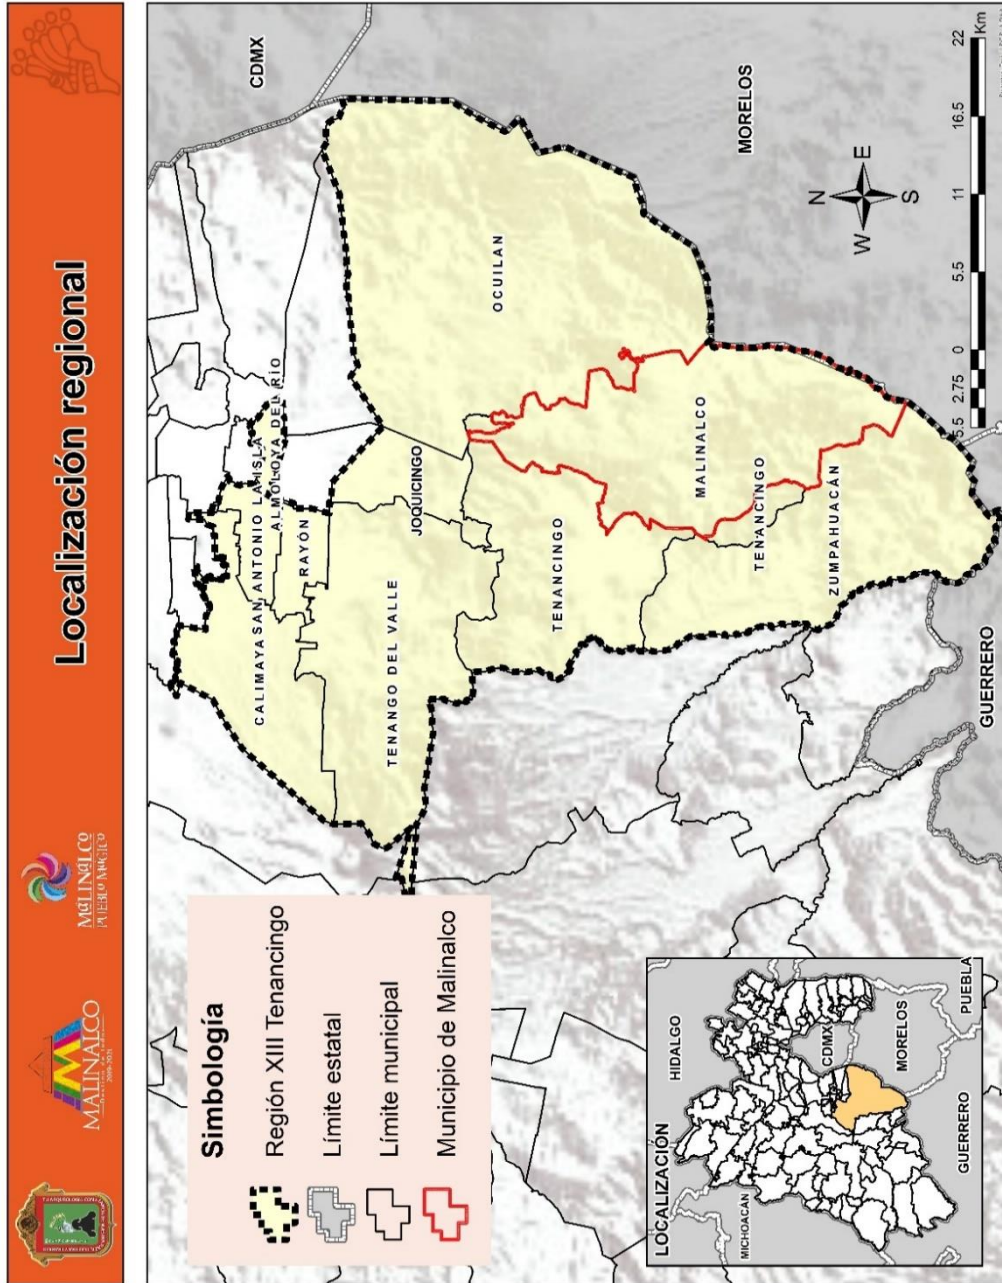 Localización regional
MALINALCO
2019-2021
MALINALCO
PUEBLO MÁGICO
CDMX
MORELOS
GUERRERO
OCUILAN
CALIMAYA
SAN ANTONIO LA ISLA
ALMOLOYA DEL RÍO
RAYÓN
JOQUICINGO
TENANGO DEL VALLE
TENANCINGO
MALINALCO
TENANCINGO
ZUMPAHUACÁN
N
W
E
S
5.5 2.75 0 5.5 11 16.5 22
Km
Simbología
Región XIII Tenancingo
Límite estatal
Límite municipal
Municipio de Malinalco
LOCALIZACIÓN
HIDALGO
MICHOACÁN
CDMX
MORELOS
PUEBLA
GUERRERO